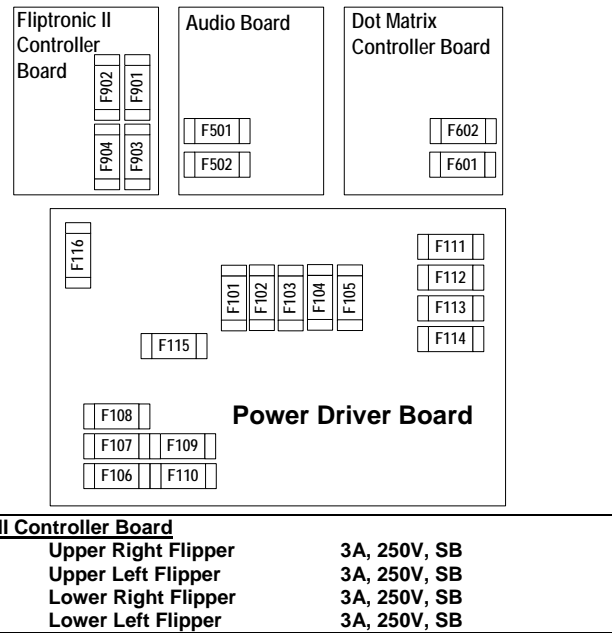 Fliptronic II
Controller
Board
F902
F901
F904
F903
Audio Board
F501
F502
Dot Matrix
Controller Board
F602
F601
F116
F101
F102
F103
F104
F105
F111
F112
F113
F114
F115
Power Driver Board
F108
F107
F109
F106
F110
II Controller Board
Upper Right Flipper 3A, 250V, SB
Upper Left Flipper 3A, 250V, SB
Lower Right Flipper 3A, 250V, SB
Lower Left Flipper 3A, 250V, SB